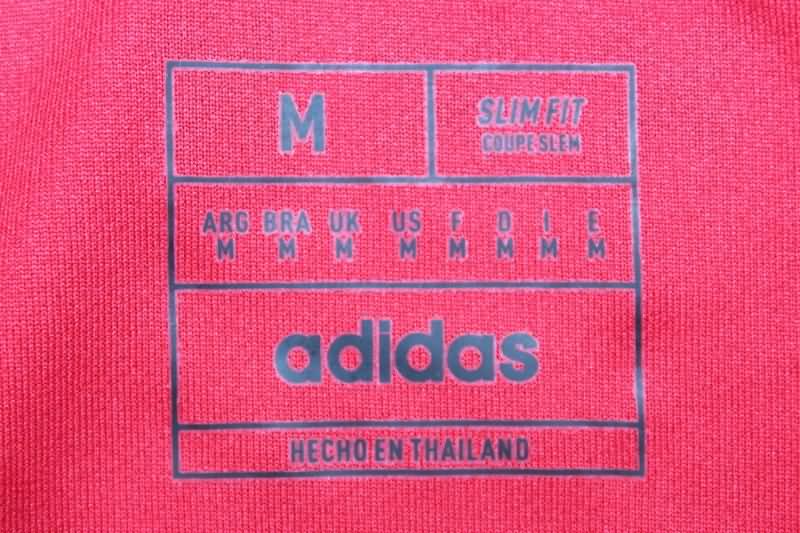 M
SLIM FIT
COUPE SLEM
ARG BRA UK US F D I E
M M M M M M M M
adidas
HECHO EN THAILAND